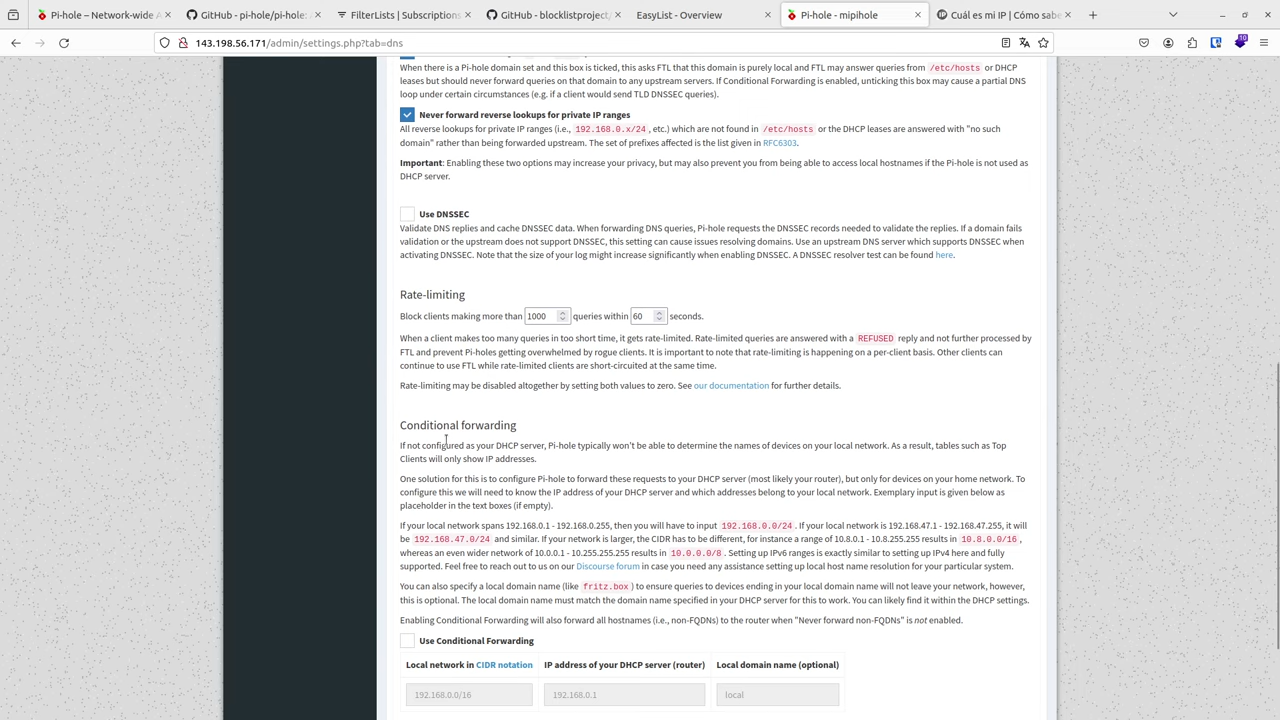 Pi-hole – Network-wide A
GitHub - pi-hole/pi-hole:
FilterLists | Subscriptions
GitHub - blocklistproject/
EasyList - Overview
Pi-hole - mipihole
Cuál es mi IP | Cómo sabe
143.198.56.171/admin/settings.php?tab=dns
10
When there is a Pi-hole domain set and this box is ticked, this asks FTL that this domain is purely local and FTL may answer queries from /etc/hosts or DHCP
leases but should never forward queries on that domain to any upstream servers. If Conditional Forwarding is enabled, unticking this box may cause a partial DNS
loop under certain circumstances (e.g. if a client would send TLD DNSSEC queries).
Never forward reverse lookups for private IP ranges
All reverse lookups for private IP ranges (i.e., 192.168.0.x/24, etc.) which are not found in /etc/hosts or the DHCP leases are answered with "no such
domain" rather than being forwarded upstream. The set of prefixes affected is the list given in RFC6303.
Important: Enabling these two options may increase your privacy, but may also prevent you from being able to access local hostnames if the Pi-hole is not used as
DHCP server.
Use DNSSEC
Validate DNS replies and cache DNSSEC data. When forwarding DNS queries, Pi-hole requests the DNSSEC records needed to validate the replies. If a domain fails
validation or the upstream does not support DNSSEC, this setting can cause issues resolving domains. Use an upstream DNS server which supports DNSSEC when
activating DNSSEC. Note that the size of your log might increase significantly when enabling DNSSEC. A DNSSEC resolver test can be found here.
Rate-limiting
Block clients making more than 1000 queries within 60 seconds.
When a client makes too many queries in too short time, it gets rate-limited. Rate-limited queries are answered with a REFUSED reply and not further processed by
FTL and prevent Pi-holes getting overwhelmed by rogue clients. It is important to note that rate-limiting is happening on a per-client basis. Other clients can
continue to use FTL while rate-limited clients are short-circuited at the same time.
Rate-limiting may be disabled altogether by setting both values to zero. See our documentation for further details.
Conditional forwarding
If not configured as your DHCP server, Pi-hole typically won't be able to determine the names of devices on your local network. As a result, tables such as Top
Clients will only show IP addresses.
One solution for this is to configure Pi-hole to forward these requests to your DHCP server (most likely your router), but only for devices on your home network. To
configure this we will need to know the IP address of your DHCP server and which addresses belong to your local network. Exemplary input is given below as
placeholder in the text boxes (if empty).
If your local network spans 192.168.0.1 - 192.168.0.255, then you will have to input 192.168.0.0/24. If your local network is 192.168.47.1 - 192.168.47.255, it will
be 192.168.47.0/24 and similar. If your network is larger, the CIDR has to be different, for instance a range of 10.8.0.1 - 10.8.255.255 results in 10.8.0.0/16,
whereas an even wider network of 10.0.0.1 - 10.255.255.255 results in 10.0.0.0/8. Setting up IPv6 ranges is exactly similar to setting up IPv4 here and fully
supported. Feel free to reach out to us on our Discourse forum in case you need any assistance setting up local host name resolution for your particular system.
You can also specify a local domain name (like fritz.box) to ensure queries to devices ending in your local domain name will not leave your network, however,
this is optional. The local domain name must match the domain name specified in your DHCP server for this to work. You can likely find it within the DHCP settings.
Enabling Conditional Forwarding will also forward all hostnames (i.e., non-FQDNs) to the router when "Never forward non-FQDNs" is not enabled.
Use Conditional Forwarding
Local network in CIDR notation
IP address of your DHCP server (router)
Local domain name (optional)
192.168.0.0/16
192.168.0.1
local